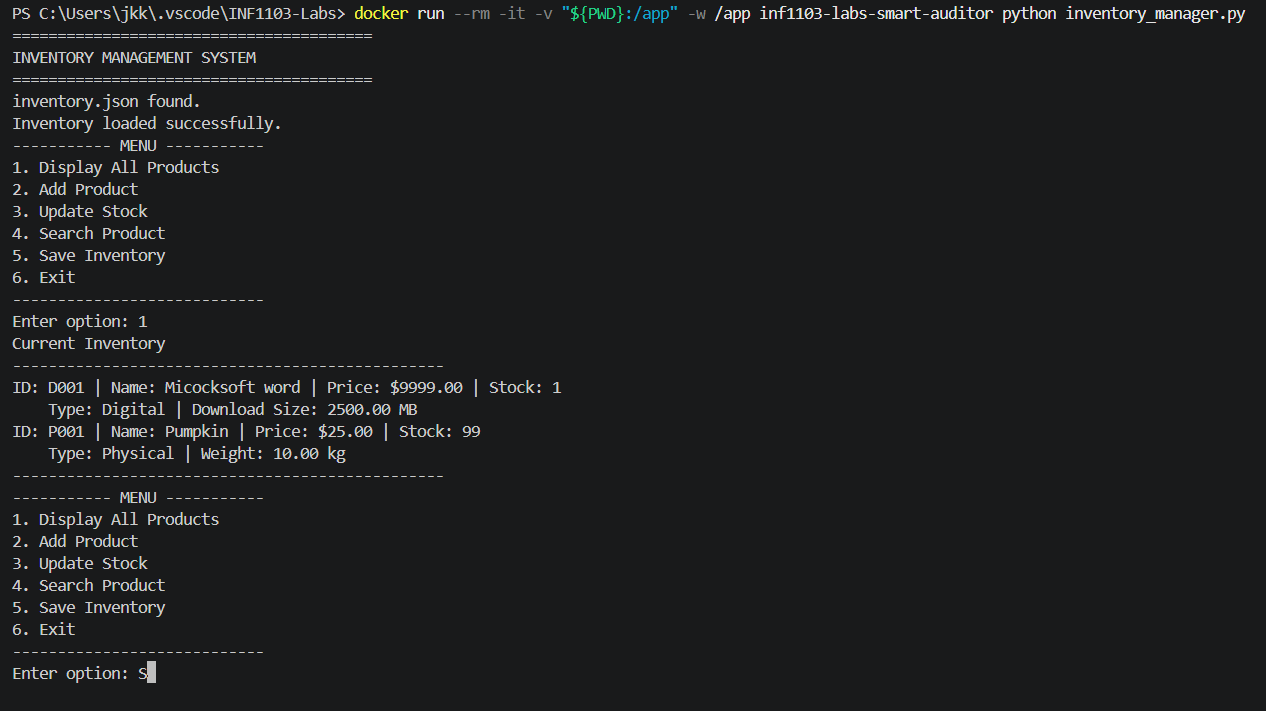 PS C:\Users\jkk\.vscode\INF1103-Labs> docker run --rm -it -v "${PWD}:/app" -w /app inf1103-labs-smart-auditor python inventory_manager.py
========================================
INVENTORY MANAGEMENT SYSTEM
========================================
inventory.json found.
Inventory loaded successfully.
----------- MENU -----------
1. Display All Products
2. Add Product
3. Update Stock
4. Search Product
5. Save Inventory
6. Exit
----------------------------
Enter option: 1
Current Inventory
------------------------------------------------
ID: D001 | Name: Micocksoft word | Price: $9999.00 | Stock: 1
    Type: Digital | Download Size: 2500.00 MB
ID: P001 | Name: Pumpkin | Price: $25.00 | Stock: 99
    Type: Physical | Weight: 10.00 kg
------------------------------------------------
----------- MENU -----------
1. Display All Products
2. Add Product
3. Update Stock
4. Search Product
5. Save Inventory
6. Exit
----------------------------
Enter option: S